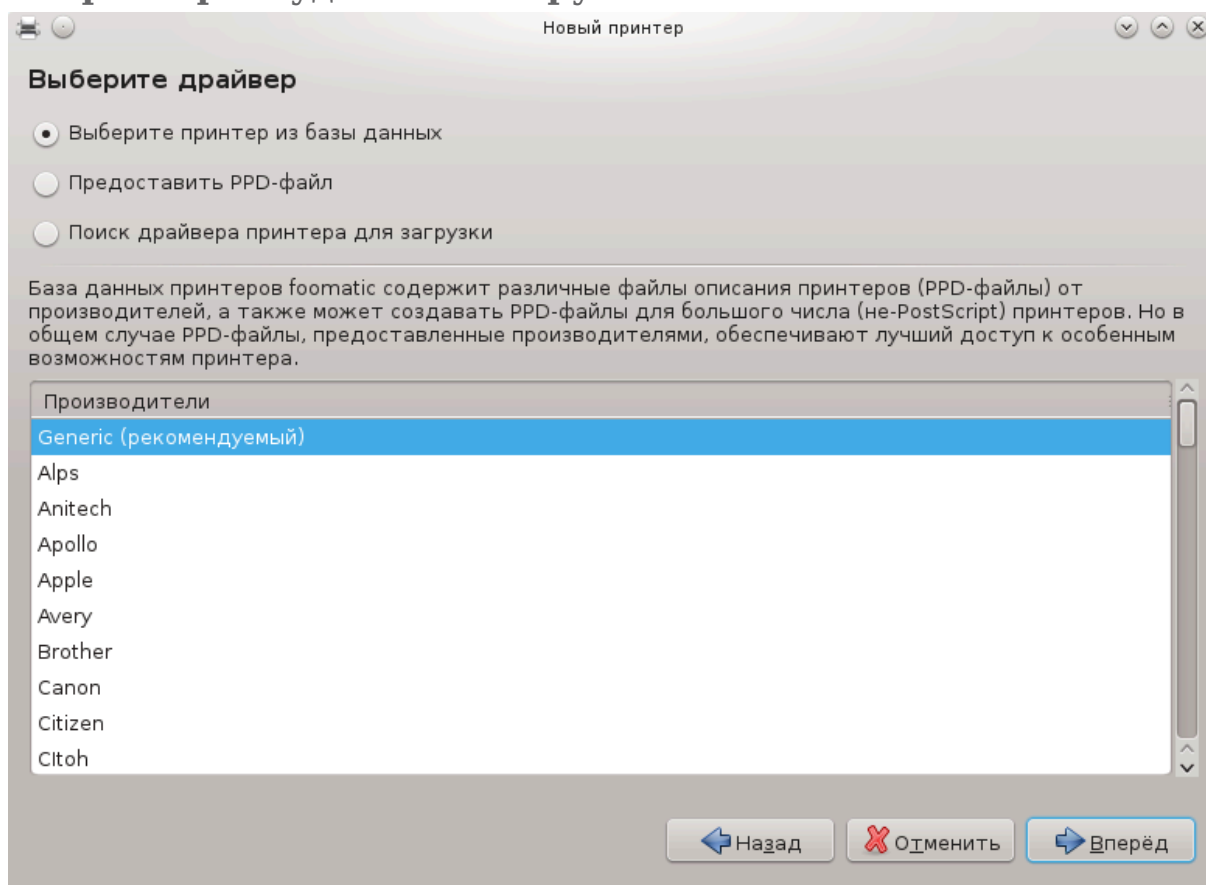 Новый принтер
Выберите драйвер
Выберите принтер из базы данных
Предоставить PPD-файл
Поиск драйвера принтера для загрузки
База данных принтеров foomatic содержит различные файлы описания принтеров (PPD-файлы) от
производителей, а также может создавать PPD-файлы для большого числа (не-PostScript) принтеров. Но в
общем случае PPD-файлы, предоставленные производителями, обеспечивают лучший доступ к особенным
возможностям принтера.
Производители
Generic (рекомендуемый)
Alps
Anitech
Apollo
Apple
Avery
Brother
Canon
Citizen
CItoh
Назад
Отменить
Вперёд